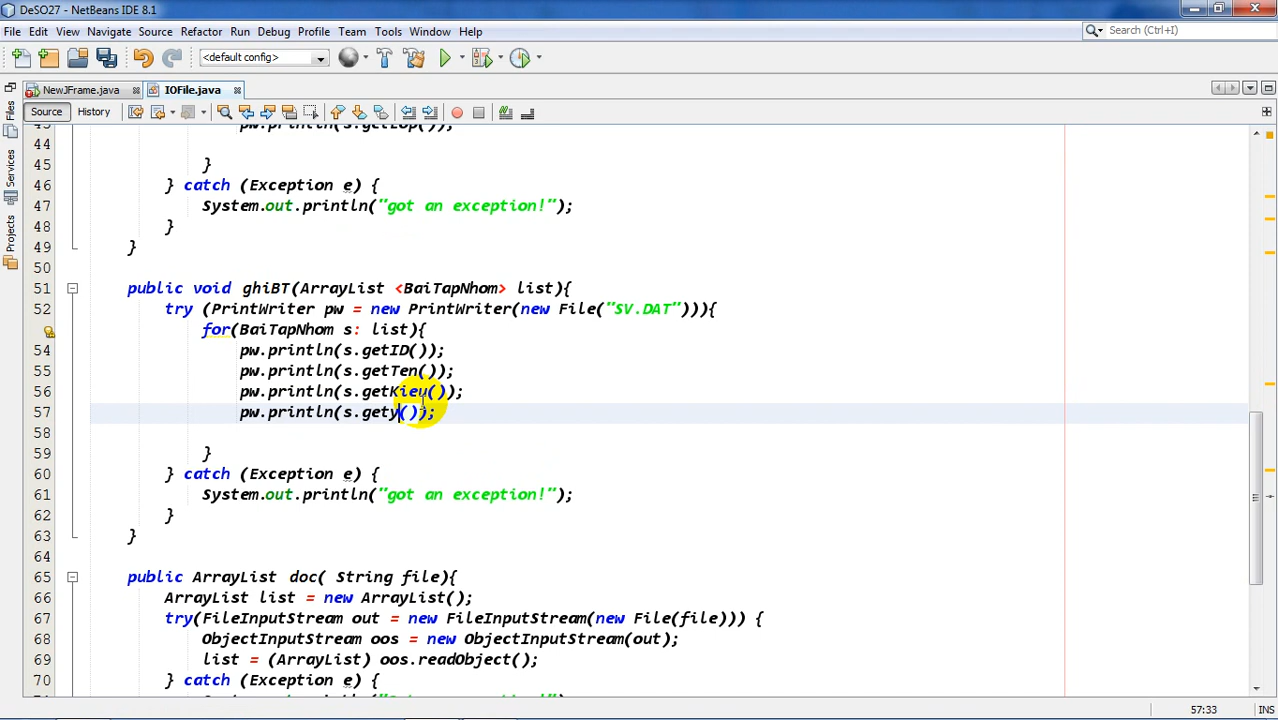 DeSO27 - NetBeans IDE 8.1
File Edit View Navigate Source Refactor Run Debug Profile Team Tools Window Help
Search (Ctrl+I)
<default config>
NewJFrame.java
IOFile.java
Source
History
Files
Services
Projects
44
45 }
46 } catch (Exception e) {
47 System.out.println("got an exception!");
48 }
49 }
50
51 public void ghiBT(ArrayList <BaiTapNhom> list){
52 try (PrintWriter pw = new PrintWriter(new File("SV.DAT"))){
for(BaiTapNhom s: list){
54 pw.println(s.getID());
55 pw.println(s.getTen());
56 pw.println(s.getKieu());
57 pw.println(s.gety());
58
59 }
60 } catch (Exception e) {
61 System.out.println("got an exception!");
62 }
63 }
64
65 public ArrayList doc( String file){
66 ArrayList list = new ArrayList();
67 try(FileInputStream out = new FileInputStream(new File(file))) {
68 ObjectInputStream oos = new ObjectInputStream(out);
69 list = (ArrayList) oos.readObject();
70 } catch (Exception e) {
57:33
INS